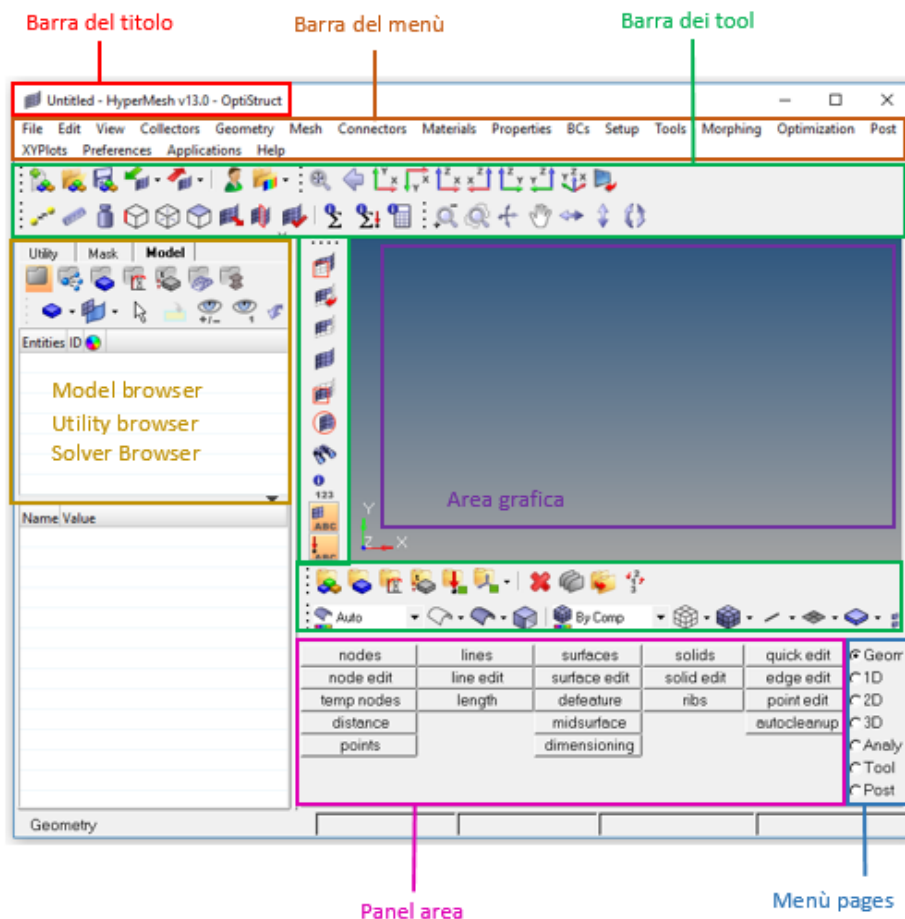 Barra del titolo
Barra del menù
Barra dei tool
Untitled - HyperMesh v13.0 - OptiStruct
File Edit View Collectors Geometry Mesh Connectors Materials Properties BCs Setup Tools Morphing Optimization Post
XYPlots Preferences Applications Help
Utility Mask Model
Entities ID
Model browser
Utility browser
Solver Browser
Name Value
123
ABC
ABC
Y
Z X
Area grafica
Auto By Comp
nodes lines surfaces solids quick edit Geom
node edit line edit surface edit solid edit edge edit 1D
temp nodes length defeature ribs point edit 2D
distance midsurface autocleanup 3D
points dimensioning Analy
Tool
Post
Geometry
Panel area
Menù pages